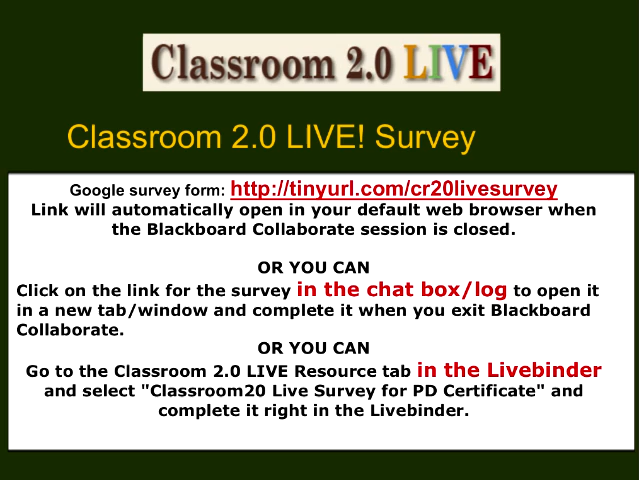 Classroom 2.0 LIVE
Classroom 2.0 LIVE! Survey
Google survey form: http://tinyurl.com/cr20livesurvey
Link will automatically open in your default web browser when
the Blackboard Collaborate session is closed.
OR YOU CAN
Click on the link for the survey in the chat box/log to open it
in a new tab/window and complete it when you exit Blackboard
Collaborate.
OR YOU CAN
Go to the Classroom 2.0 LIVE Resource tab in the Livebinder
and select "Classroom20 Live Survey for PD Certificate" and
complete it right in the Livebinder.